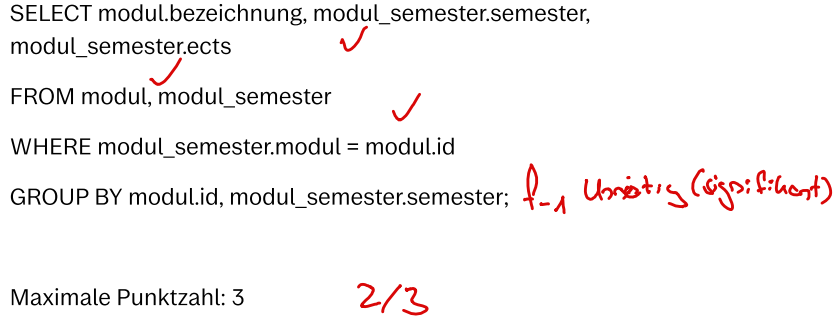 SELECT modul.bezeichnung, modul_semester.semester,
modul_semester.ects
FROM modul, modul_semester
WHERE modul_semester.modul = modul.id
GROUP BY modul.id, modul_semester.semester; f-1 Unnötig (signifikant)
Maximale Punktzahl: 3 2/3